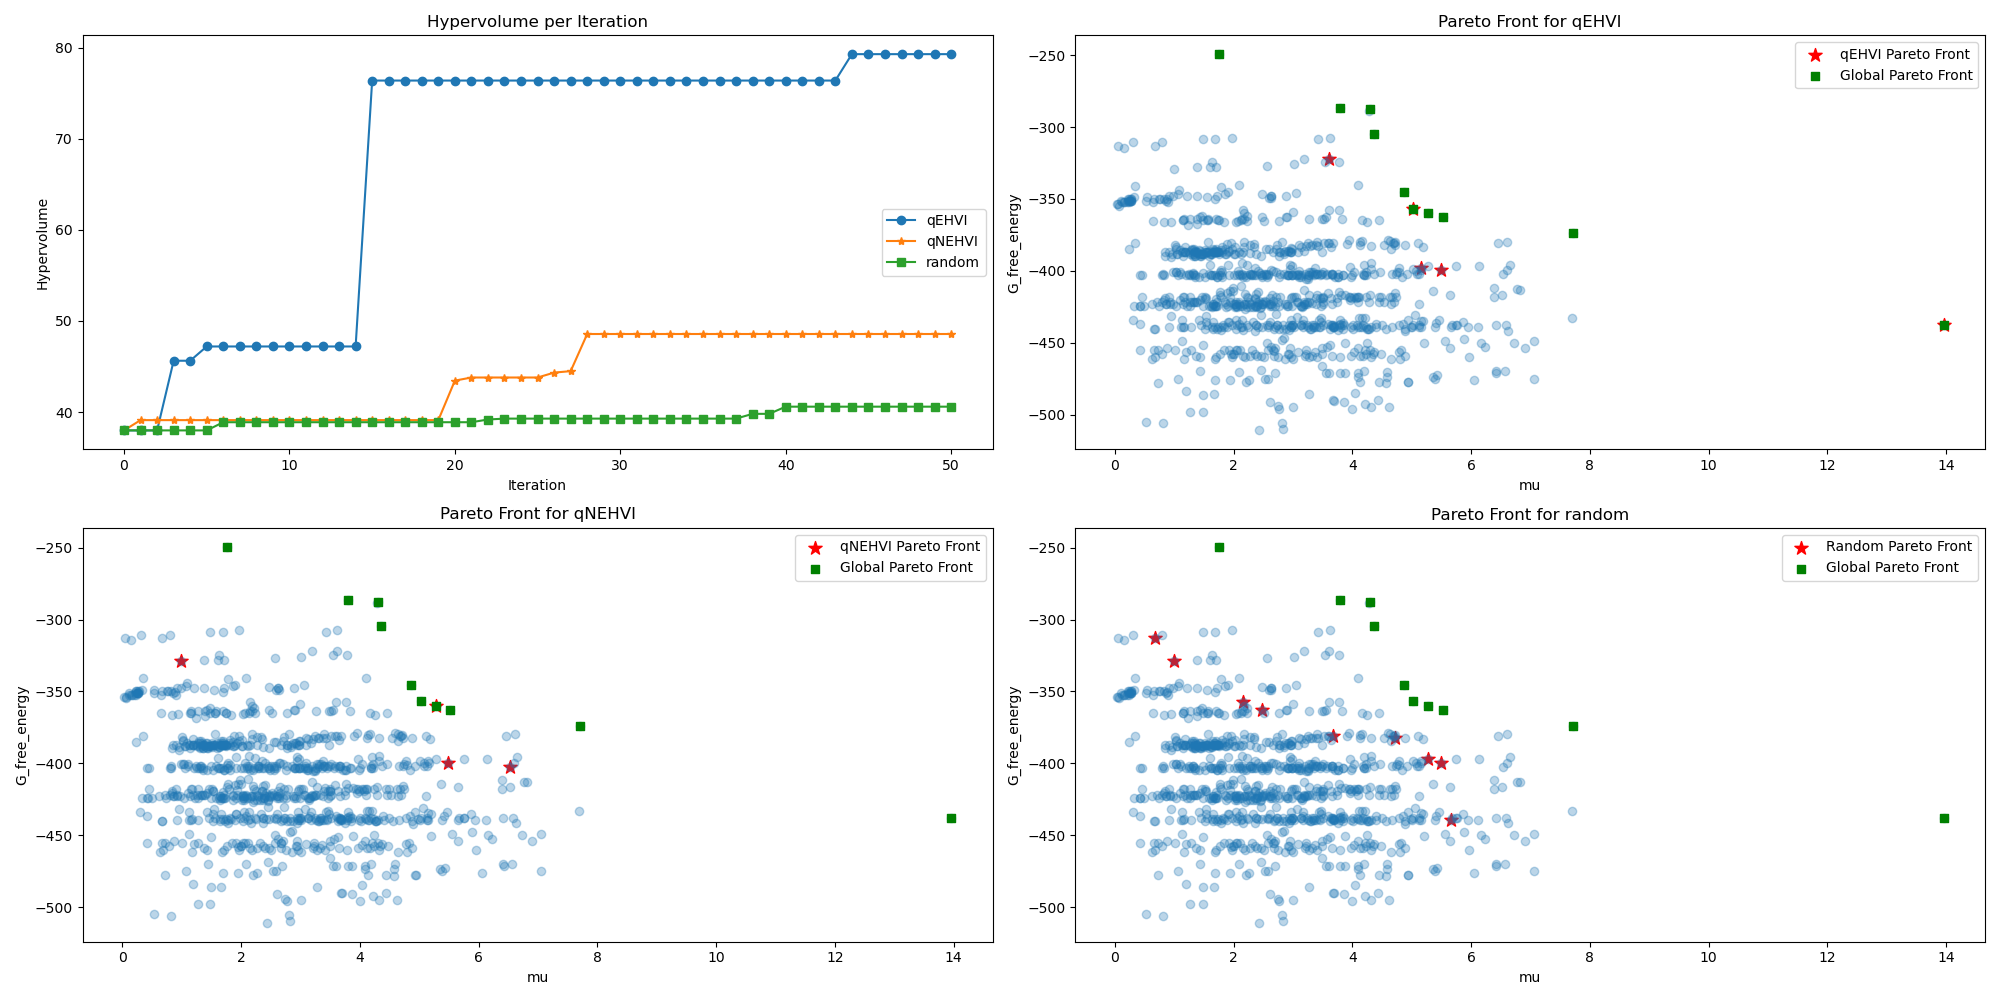 Hypervolume per Iteration
Hypervolume
80
70
60
50
40
0
10
20
30
40
50
Iteration
qEHVI
qNEHVI
random
Pareto Front for qEHVI
G_free_energy
−250
−300
−350
−400
−450
−500
0
2
4
6
8
10
12
14
mu
qEHVI Pareto Front
Global Pareto Front
Pareto Front for qNEHVI
G_free_energy
−250
−300
−350
−400
−450
−500
0
2
4
6
8
10
12
14
mu
qNEHVI Pareto Front
Global Pareto Front
Pareto Front for random
G_free_energy
−250
−300
−350
−400
−450
−500
0
2
4
6
8
10
12
14
mu
Random Pareto Front
Global Pareto Front